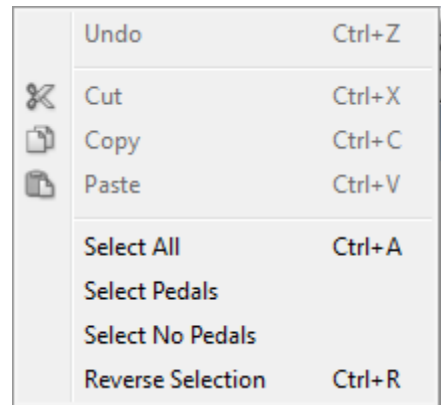 Undo Ctrl+Z
Cut Ctrl+X
Copy Ctrl+C
Paste Ctrl+V
Select All Ctrl+A
Select Pedals
Select No Pedals
Reverse Selection Ctrl+R